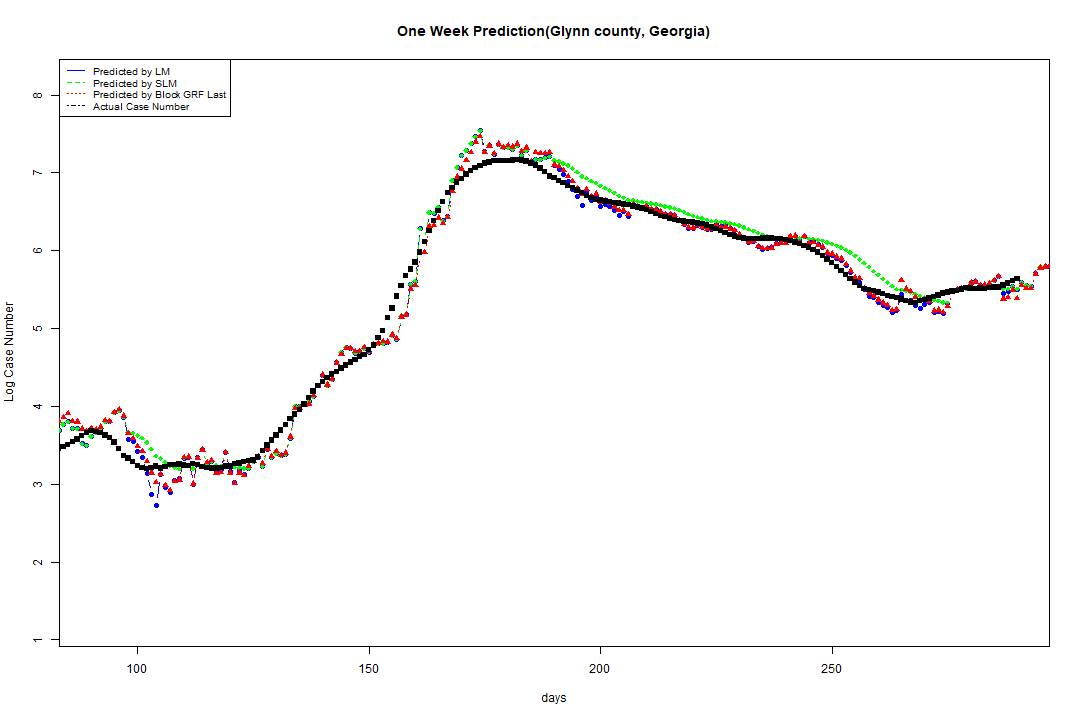 One Week Prediction(Glynn county, Georgia)
Predicted by LM
Predicted by SLM
Predicted by Block GRF Last
Actual Case Number
8
7
6
5
4
3
2
1
Log Case Number
100 150 200 250
days